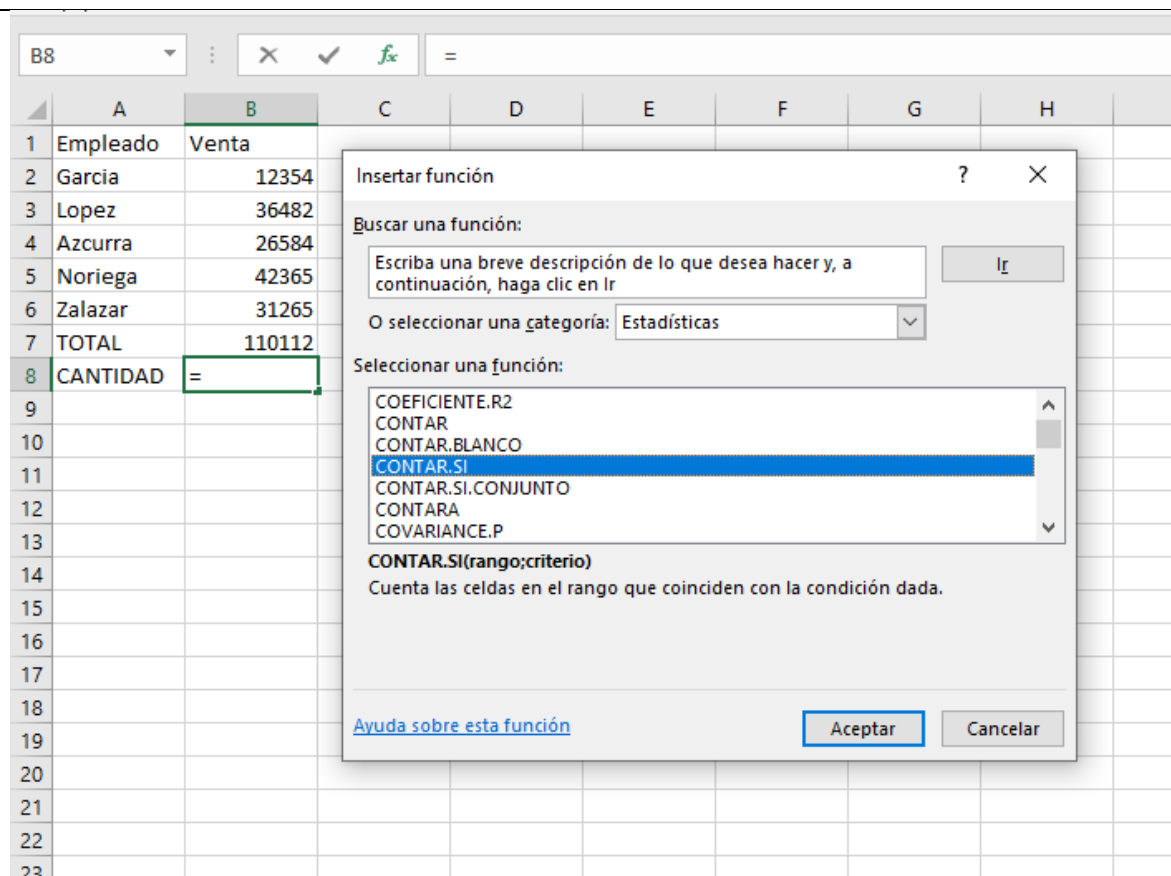 B8 fx =
A B C D E F G H
1 Empleado Venta
2 Garcia 12354
3 Lopez 36482
4 Azcurra 26584
5 Noriega 42365
6 Zalazar 31265
7 TOTAL 110112
8 CANTIDAD =
9
10
11
12
13
14
15
16
17
18
19
20
21
22
23
Insertar función ?
Buscar una función:
Escriba una breve descripción de lo que desea hacer y, a
continuación, haga clic en Ir
Ir
O seleccionar una categoría: Estadísticas
Seleccionar una función:
COEFICIENTE.R2
CONTAR
CONTAR.BLANCO
CONTAR.SI
CONTAR.SI.CONJUNTO
CONTARA
COVARIANCE.P
CONTAR.SI(rango;criterio)
Cuenta las celdas en el rango que coinciden con la condición dada.
Ayuda sobre esta función
Aceptar Cancelar